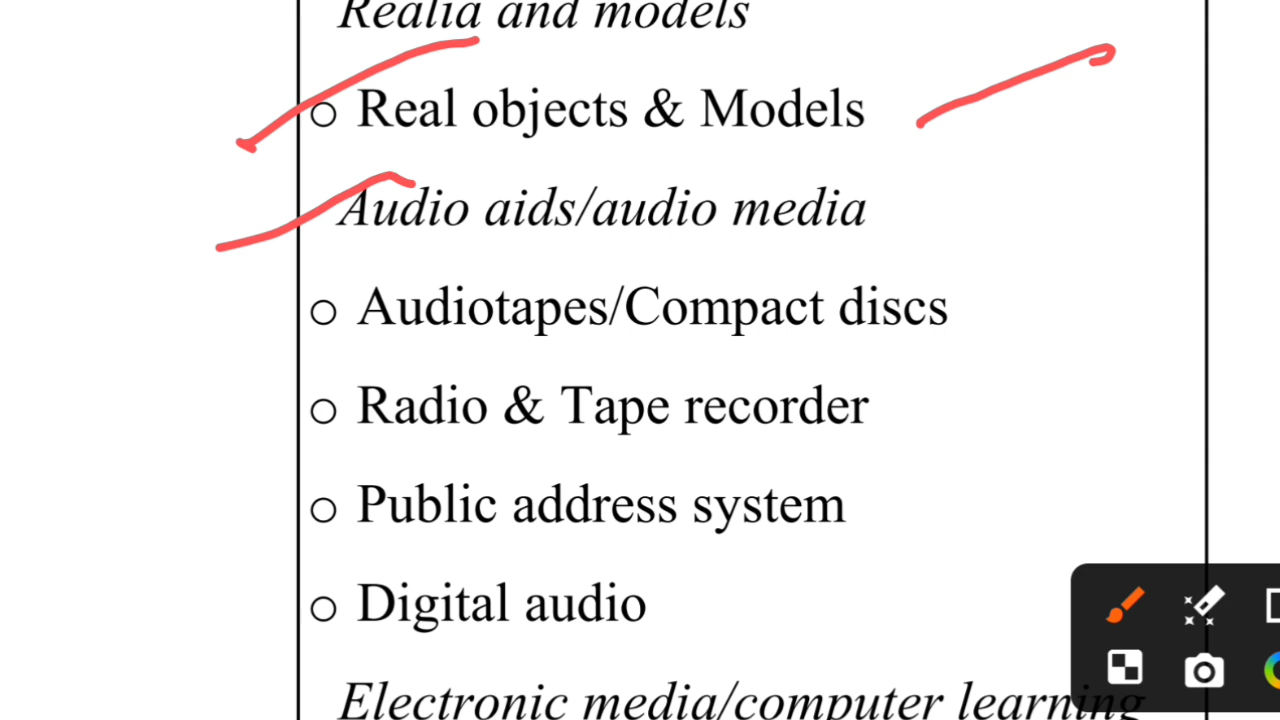 Realia and models
o Real objects & Models
Audio aids/audio media
o Audiotapes/Compact discs
o Radio & Tape recorder
o Public address system
o Digital audio
Electronic media/computer learning